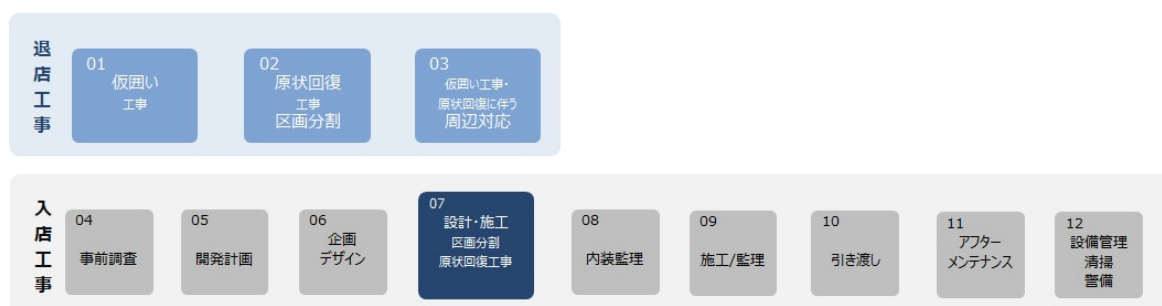 退店工事
01
仮囲い
工事
02
原状回復
工事
区画分割
03
仮囲い工事・
原状回復に伴う
周辺対応
入店工事
04
事前調査
05
開発計画
06
企画
デザイン
07
設計・施工
区画分割
原状回復工事
08
内装監理
09
施工/監理
10
引き渡し
11
アフター
メンテナンス
12
設備管理
清掃
警備